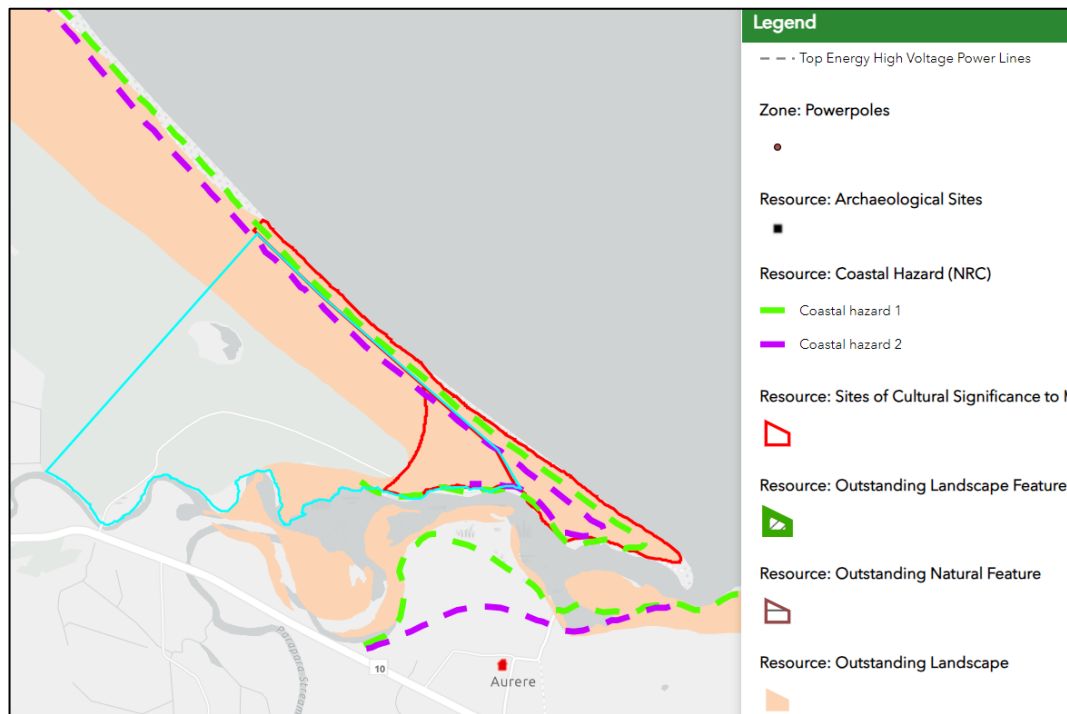 Legend
Top Energy High Voltage Power Lines
Zone: Powerpoles
Resource: Archaeological Sites
Resource: Coastal Hazard (NRC)
Coastal hazard 1
Coastal hazard 2
Resource: Sites of Cultural Significance to
Resource: Outstanding Landscape Feature
Resource: Outstanding Natural Feature
Resource: Outstanding Landscape
Parapara Stream
10
Aurere